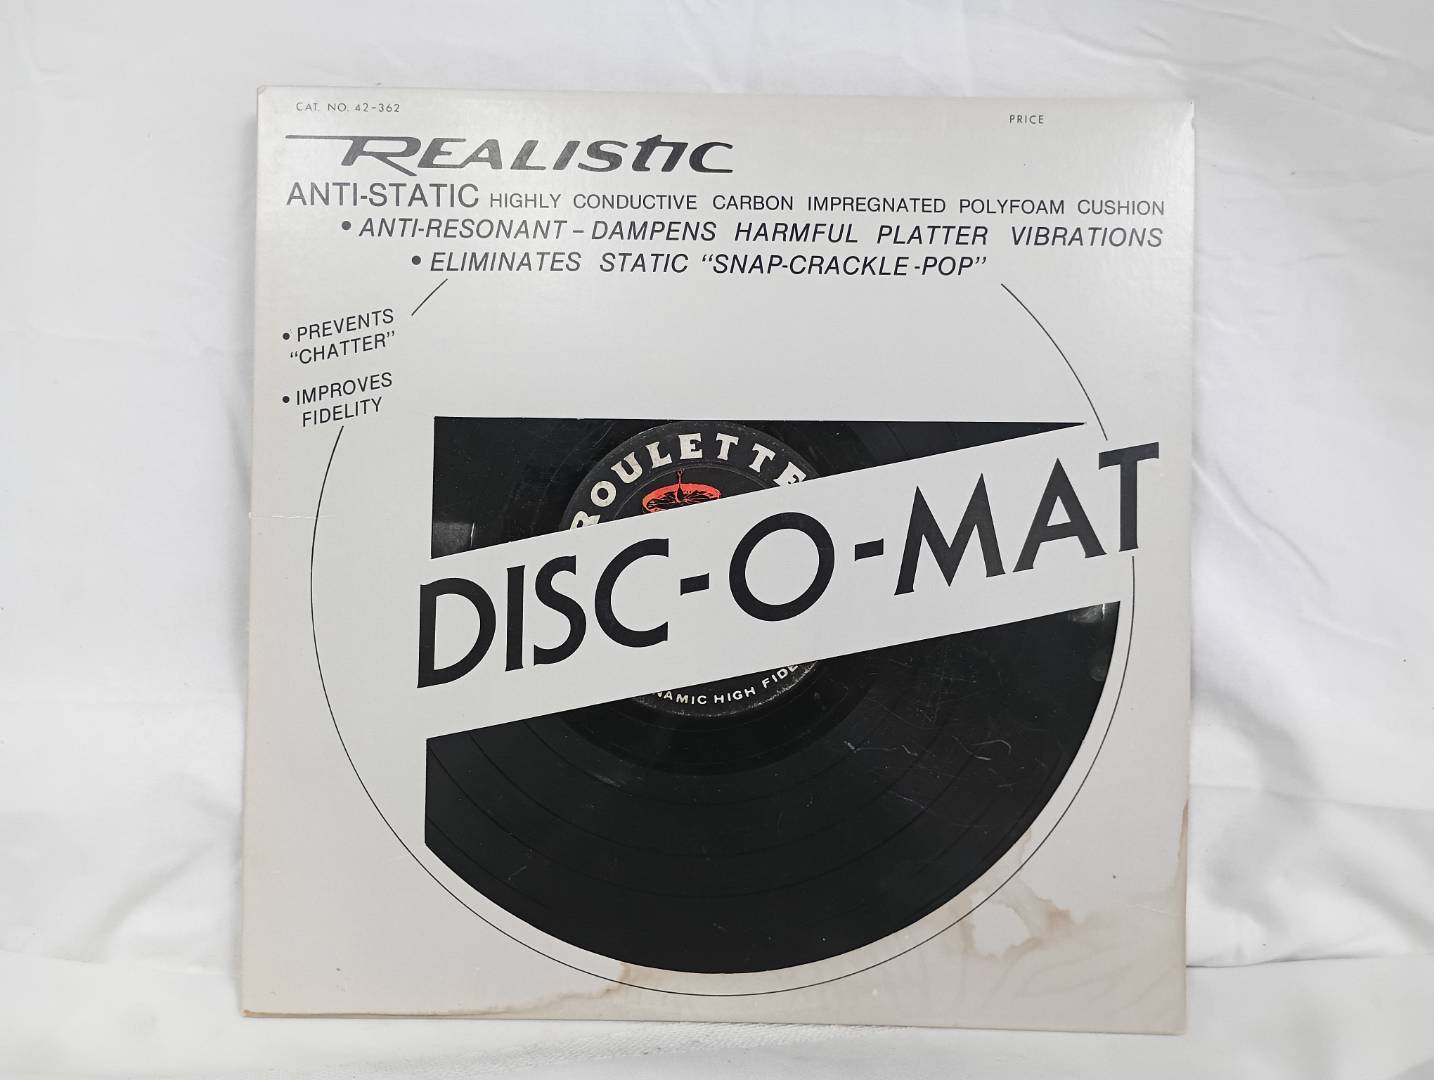 CAT. NO. 42-362
PRICE
REALISTIC
ANTI-STATIC HIGHLY CONDUCTIVE CARBON IMPREGNATED POLYFOAM CUSHION
• ANTI-RESONANT – DAMPENS HARMFUL PLATTER VIBRATIONS
• ELIMINATES STATIC “SNAP-CRACKLE-POP”
• PREVENTS
“CHATTER”
• IMPROVES
FIDELITY
ROULETTE
DISC-O-MAT
HIGH